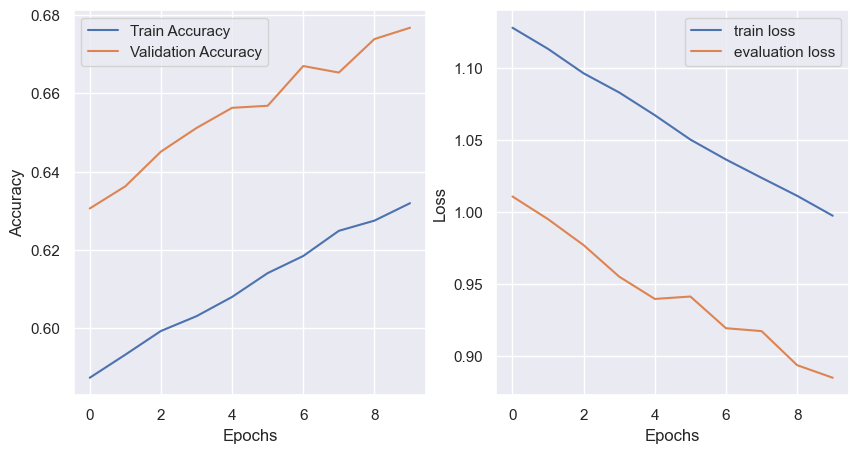 Train Accuracy
Validation Accuracy
0.68
0.66
0.64
0.62
0.60
Accuracy
0 2 4 6 8
Epochs
train loss
evaluation loss
1.10
1.05
1.00
0.95
0.90
Loss
0 2 4 6 8
Epochs